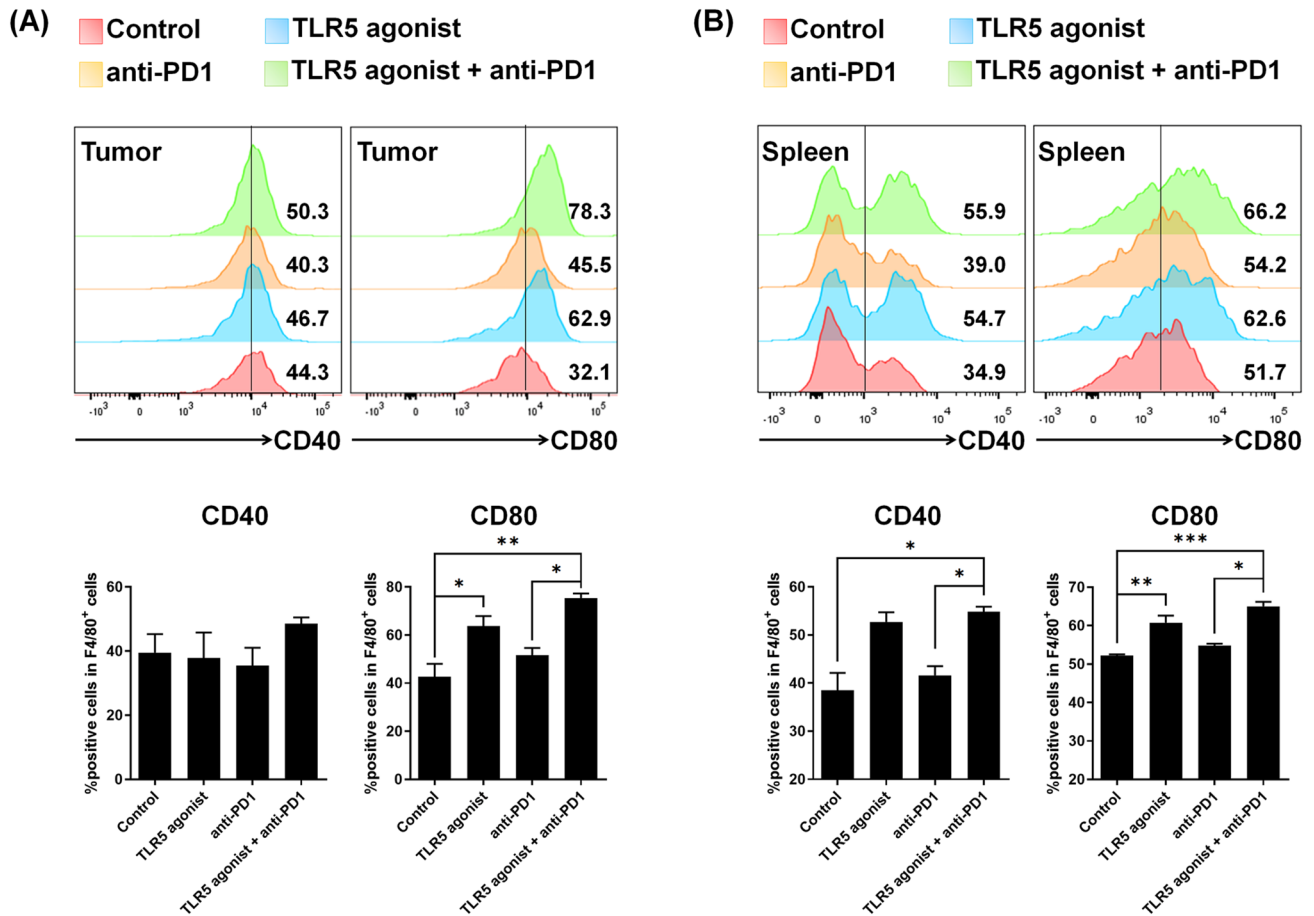 (A)
Control
TLR5 agonist
anti-PD1
TLR5 agonist + anti-PD1
Tumor
50.3
40.3
46.7
44.3
-10³ 0 10³ 10⁴ 10⁵
CD40
Tumor
78.3
45.5
62.9
32.1
-10³ 0 10³ 10⁴ 10⁵
CD80
CD40
%positive cells in F4/80⁺ cells
60
40
20
0
Control
TLR5 agonist
anti-PD1
TLR5 agonist + anti-PD1
CD80
**
*
*
%positive cells in F4/80⁺ cells
80
60
40
20
0
Control
TLR5 agonist
anti-PD1
TLR5 agonist + anti-PD1
(B)
Control
TLR5 agonist
anti-PD1
TLR5 agonist + anti-PD1
Spleen
55.9
39.0
54.7
34.9
-10³ 0 10³ 10⁴ 10⁵
CD40
Spleen
66.2
54.2
62.6
51.7
-10³ 0 10³ 10⁴ 10⁵
CD80
CD40
*
*
%positive cells in F4/80⁺ cells
60
50
40
30
20
Control
TLR5 agonist
anti-PD1
TLR5 agonist + anti-PD1
CD80
***
**
*
%positive cells in F4/80⁺ cells
70
60
50
40
30
20
Control
TLR5 agonist
anti-PD1
TLR5 agonist + anti-PD1